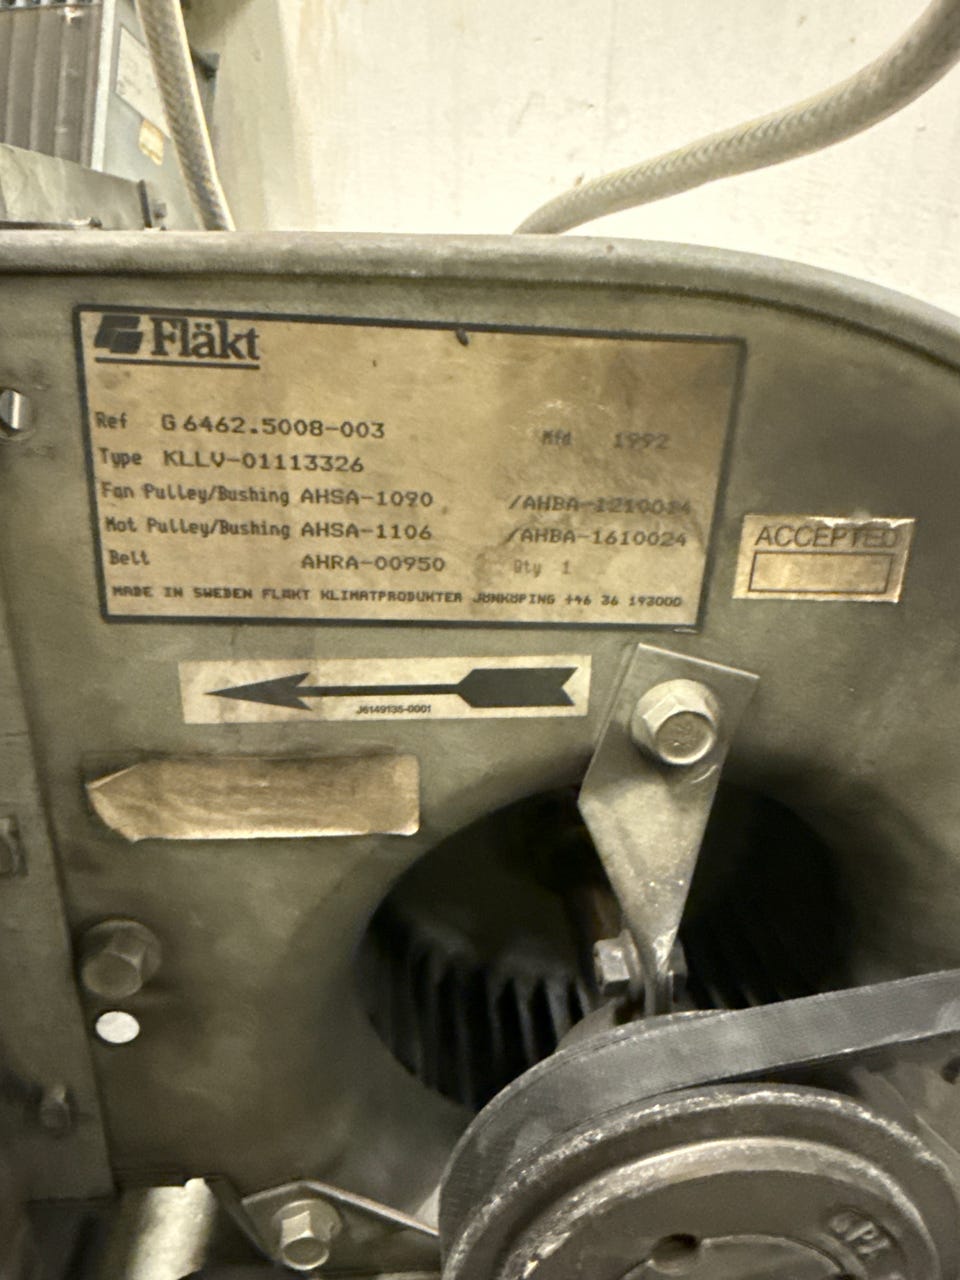 Fläkt
Ref G6462.5008-003 Mfd 1992
Type KLLV-01113326
Fan Pulley/Bushing AHSA-1090 /AHBA-1210024
Mot Pulley/Bushing AHSA-1106 /AHBA-1610024
Belt AHRA-00950 Qty 1
MADE IN SWEDEN FLÄKT KLIMATPRODUKTER JÖNKÖPING +46 36 193000
ACCEPTED
J6149135-0001